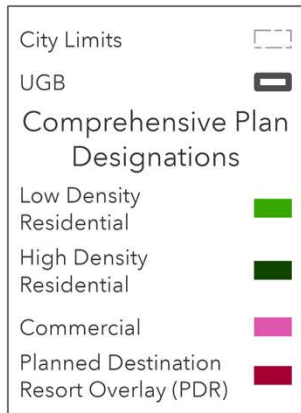 City Limits
UGB
Comprehensive Plan
Designations
Low Density
Residential
High Density
Residential
Commercial
Planned Destination
Resort Overlay (PDR)